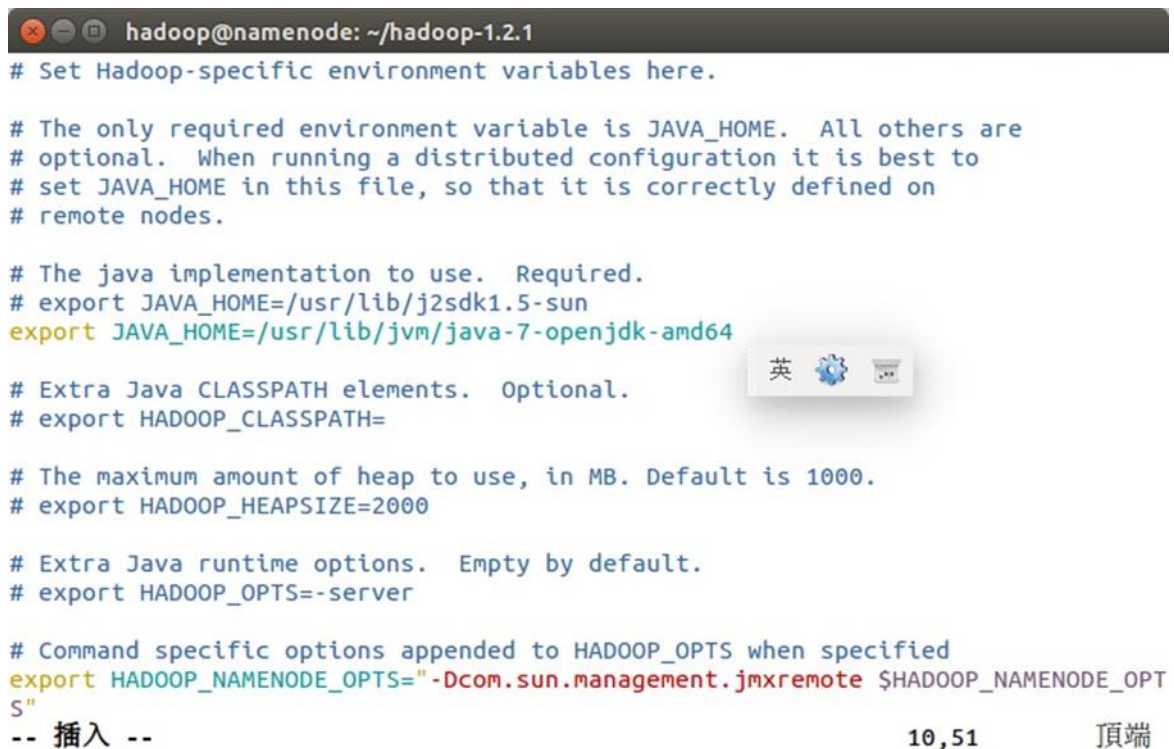 hadoop@namenode: ~/hadoop-1.2.1
# Set Hadoop-specific environment variables here.
# The only required environment variable is JAVA_HOME.  All others are
# optional.  When running a distributed configuration it is best to
# set JAVA_HOME in this file, so that it is correctly defined on
# remote nodes.
# The java implementation to use.  Required.
# export JAVA_HOME=/usr/lib/j2sdk1.5-sun
export JAVA_HOME=/usr/lib/jvm/java-7-openjdk-amd64
英
# Extra Java CLASSPATH elements.  Optional.
# export HADOOP_CLASSPATH=
# The maximum amount of heap to use, in MB. Default is 1000.
# export HADOOP_HEAPSIZE=2000
# Extra Java runtime options.  Empty by default.
# export HADOOP_OPTS=-server
# Command specific options appended to HADOOP_OPTS when specified
export HADOOP_NAMENODE_OPTS="-Dcom.sun.management.jmxremote $HADOOP_NAMENODE_OPT
S"
-- 插入 -- 10,51 頂端